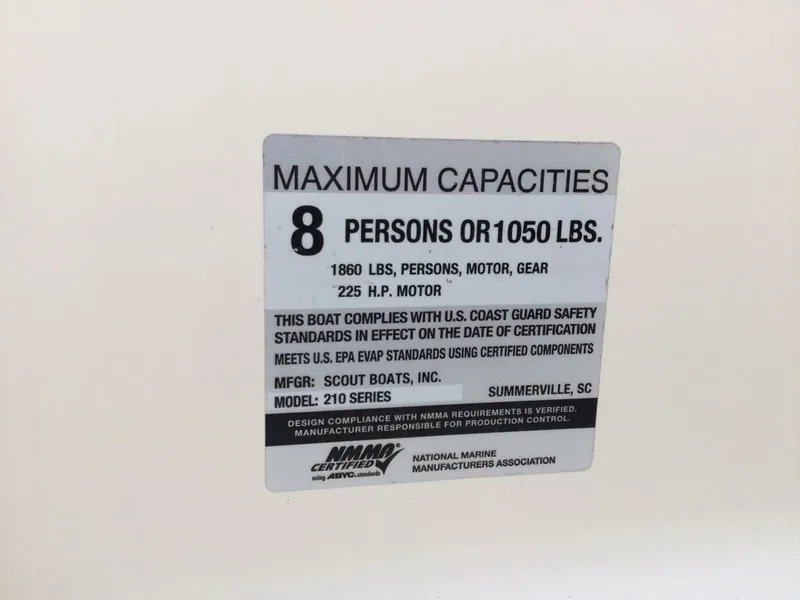 MAXIMUM CAPACITIES
8 PERSONS OR 1050 LBS.
1860 LBS, PERSONS, MOTOR, GEAR
225 H.P. MOTOR
THIS BOAT COMPLIES WITH U.S. COAST GUARD SAFETY
STANDARDS IN EFFECT ON THE DATE OF CERTIFICATION
MEETS U.S. EPA EVAP STANDARDS USING CERTIFIED COMPONENTS
MFGR: SCOUT BOATS, INC.
MODEL: 210 SERIES SUMMERVILLE, SC
DESIGN COMPLIANCE WITH NMMA REQUIREMENTS IS VERIFIED.
MANUFACTURER RESPONSIBLE FOR PRODUCTION CONTROL.
NMMA®
CERTIFIED
using ABYC. standards
NATIONAL MARINE
MANUFACTURERS ASSOCIATION